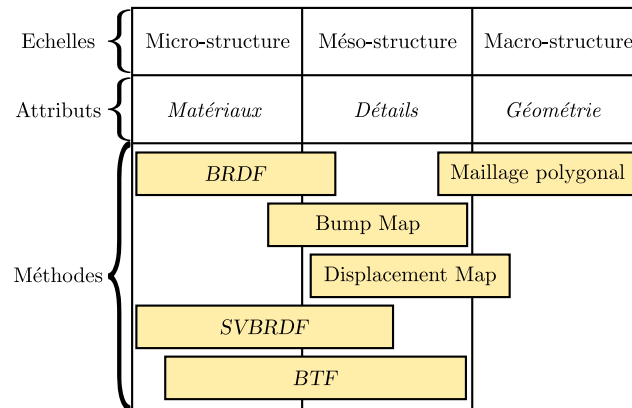 Echelles Micro-structure Méso-structure Macro-structure
Attributs Matériaux Détails Géométrie
BRDF Maillage polygonal
Bump Map
Méthodes Displacement Map
SVBRDF
BTF